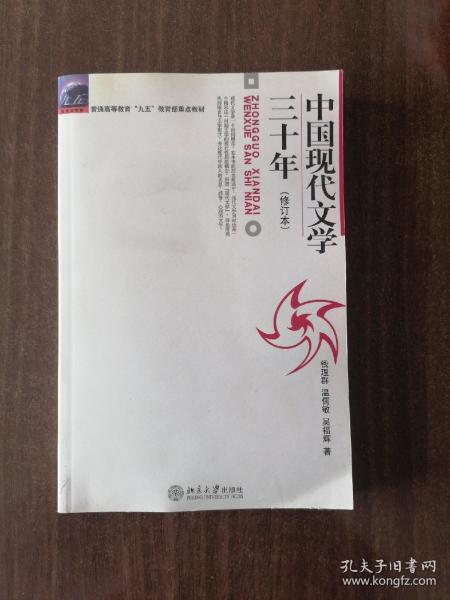 普通高等教育“九五”教育部重点教材
中国现代文学
三十年
(修订本)
ZHONGGUO XIANDAI
WENXUE SAN SHI NIAN
钱理群 温儒敏 吴福辉 著
北京大学出版社
PEKING UNIVERSITY PRESS
孔夫子旧书网
www.kongfz.com